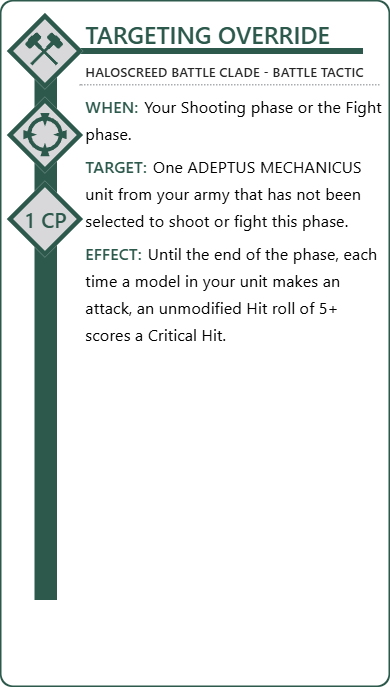 TARGETING OVERRIDE
HALOSCREED BATTLE CLADE - BATTLE TACTIC
WHEN: Your Shooting phase or the Fight
phase.
TARGET: One ADEPTUS MECHANICUS
unit from your army that has not been
selected to shoot or fight this phase.
1 CP
EFFECT: Until the end of the phase, each
time a model in your unit makes an
attack, an unmodified Hit roll of 5+
scores a Critical Hit.